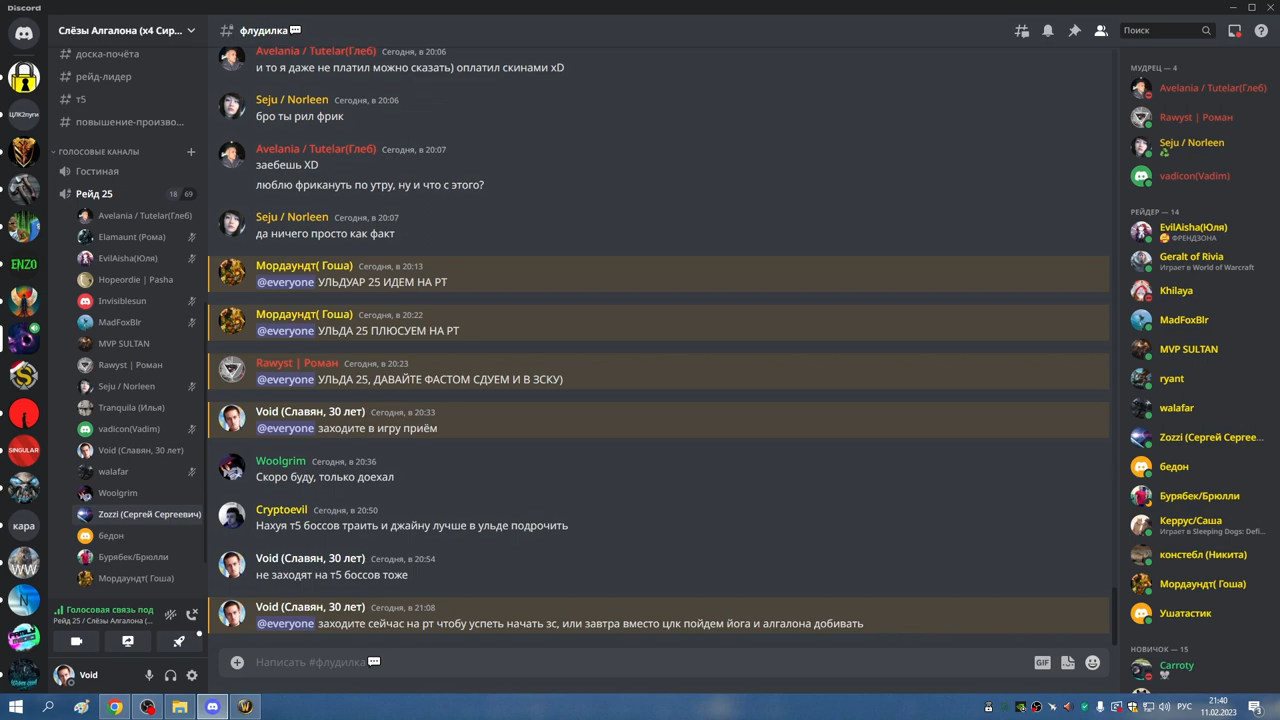 Discord
Слёзы Алгалона (x4 Сир...
доска-почёта
рейд-лидер
т5
повышение-произво...
ГОЛОСОВЫЕ КАНАЛЫ
Гостиная
Рейд 25
18 69
Avelania / Tutelar(Глеб)
Elamaunt (Рома)
EvilAisha(Юля)
Hopeordie | Pasha
Invisiblesun
MadFoxBlr
MVP SULTAN
Rawyst | Роман
Seju / Norleen
Tranquila (Илья)
vadicon(Vadim)
Void (Славян, 30 лет)
walafar
Woolgrim
Zozzi (Сергей Сергеевич)
бедон
Бурябек/Брюлли
Мордаундт( Гоша)
Голосовая связь под
Рейд 25 / Слёзы Алгалона (...
Void
ЦЛК2пуги
ENZO
SINGULAR
кара
WW
флудилка💬
Поиск
Avelania / Tutelar(Глеб) Сегодня, в 20:06
и то я даже не платил можно сказать) оплатил скинами xD
Seju / Norleen Сегодня, в 20:06
бро ты рил фрик
Avelania / Tutelar(Глеб) Сегодня, в 20:07
заебешь XD
люблю фрикануть по утру, ну и что с этого?
Seju / Norleen Сегодня, в 20:07
да ничего просто как факт
Мордаундт( Гоша) Сегодня, в 20:13
@everyone УЛЬДУАР 25 ИДЕМ НА РТ
Мордаундт( Гоша) Сегодня, в 20:22
@everyone УЛЬДА 25 ПЛЮСУЕМ НА РТ
Rawyst | Роман Сегодня, в 20:23
@everyone УЛЬДА 25, ДАВАЙТЕ ФАСТОМ СДУЕМ И В ЗСКУ)
Void (Славян, 30 лет) Сегодня, в 20:33
@everyone заходите в игру приём
Woolgrim Сегодня, в 20:36
Скоро буду, только доехал
Cryptoevil Сегодня, в 20:50
Нахуя т5 боссов траить и джайну лучше в ульде подрочить
Void (Славян, 30 лет) Сегодня, в 20:54
не заходят на т5 боссов тоже
Void (Славян, 30 лет) Сегодня, в 21:08
@everyone заходите сейчас на рт чтобы успеть начать зс, или завтра вместо цлк пойдем йога и алгалона добивать
Написать #флудилка💬
GIF
МУДРЕЦ — 4
Avelania / Tutelar(Глеб)
Rawyst | Роман
Seju / Norleen
vadicon(Vadim)
РЕЙДЕР — 14
EvilAisha(Юля)
ФРЕНДЗОНА
Geralt of Rivia
Играет в World of Warcraft
Khilaya
MadFoxBlr
MVP SULTAN
ryant
walafar
Zozzi (Сергей Сергее...
бедон
Бурябек/Брюлли
Керрус/Саша
Играет в Sleeping Dogs: Defi...
констебл (Никита)
Мордаундт( Гоша)
Ушатастик
НОВИЧОК — 15
Carroty
РУС
21:40
11.02.2023
3